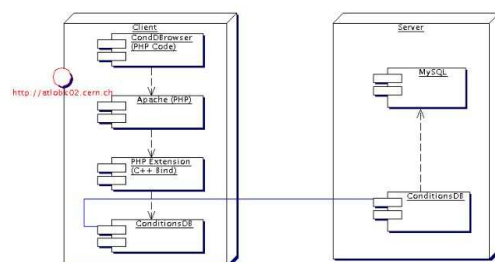 Client
CondDBrowser
(PHP Code)
http://atlobk02.cern.ch
Apache (PHP)
PHP Extension
(C++ Bind)
ConditionsDB
Server
MySQL
ConditionsDB